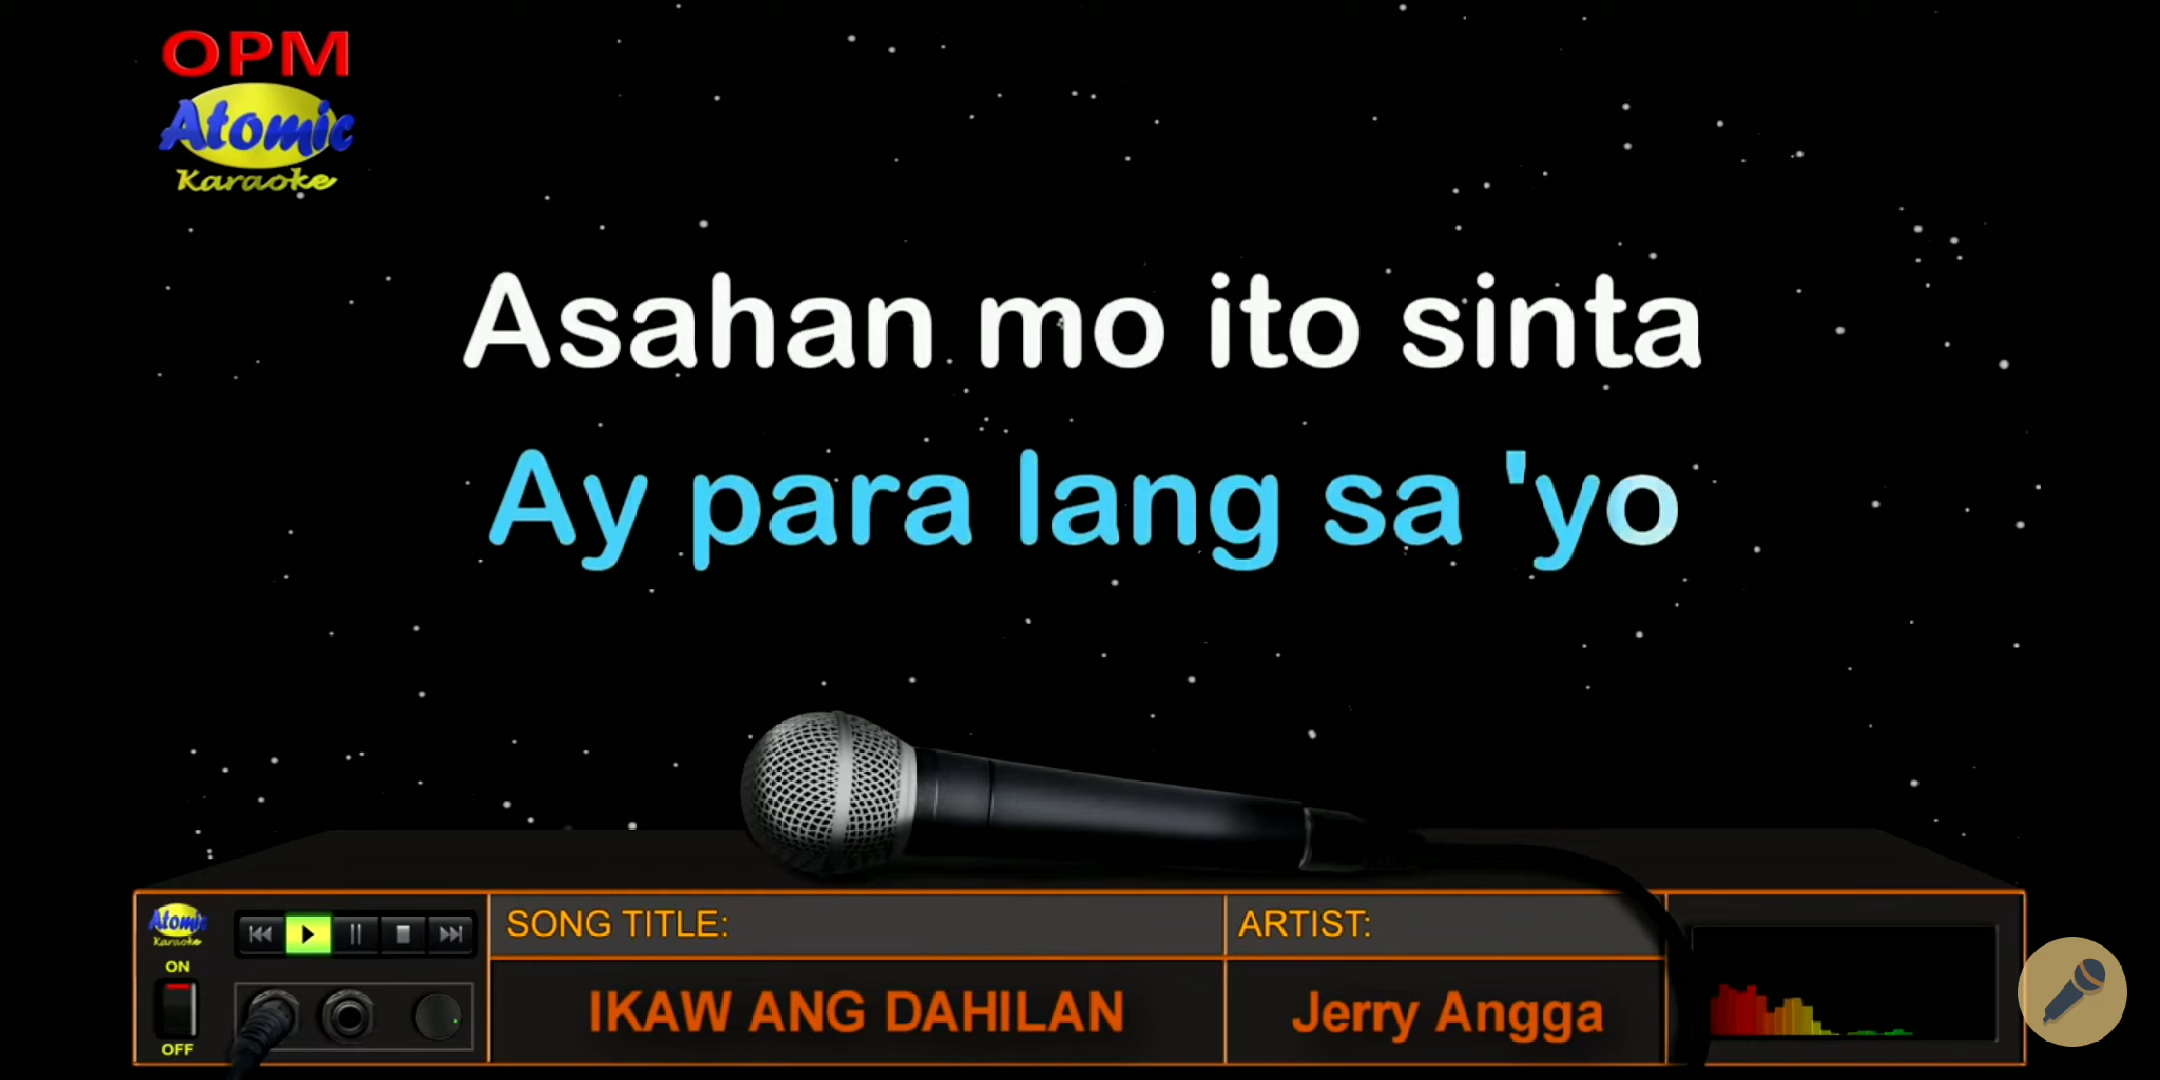 OPM
Atomic
Karaoke
Asahan mo ito sinta
Ay para lang sa 'yo
Atomic
Karaoke
ON
OFF
SONG TITLE:
IKAW ANG DAHILAN
ARTIST:
Jerry Angga